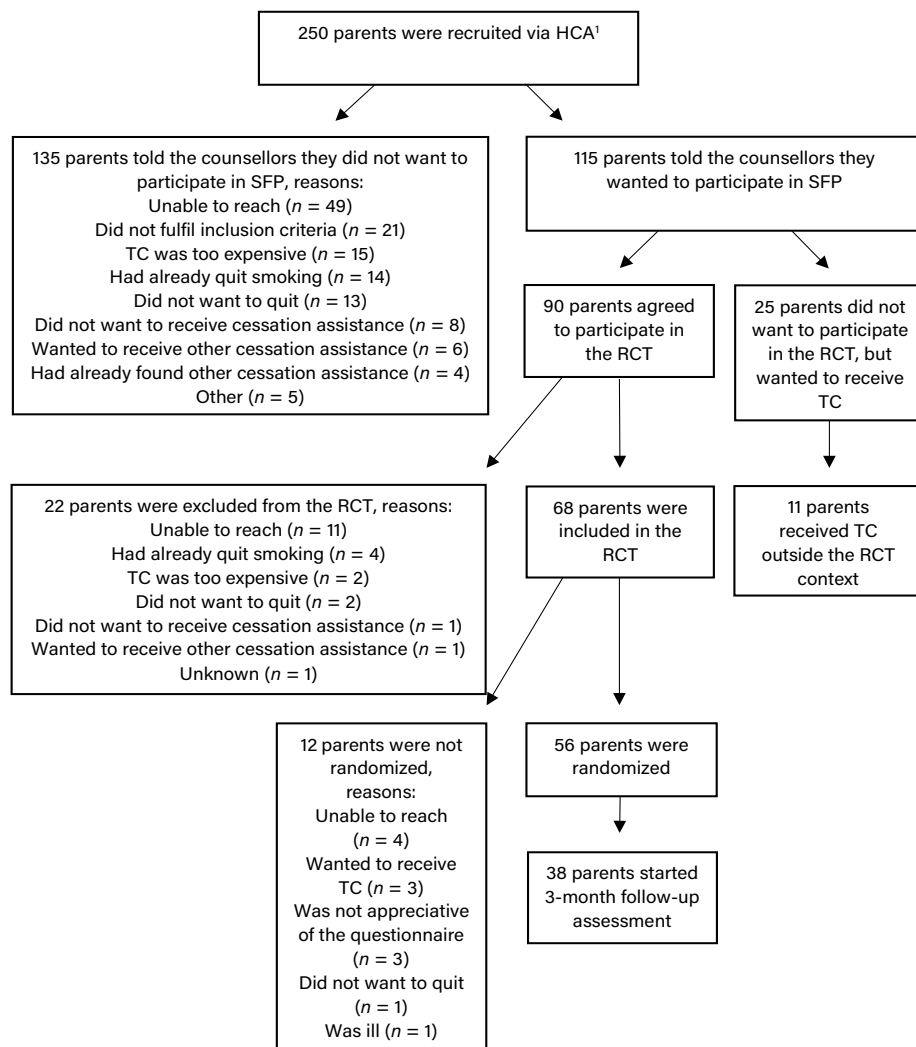 250 parents were recruited via HCA¹
135 parents told the counsellors they did not want to
participate in SFP, reasons:
Unable to reach (n = 49)
Did not fulfil inclusion criteria (n = 21)
TC was too expensive (n = 15)
Had already quit smoking (n = 14)
Did not want to quit (n = 13)
Did not want to receive cessation assistance (n = 8)
Wanted to receive other cessation assistance (n = 6)
Had already found other cessation assistance (n = 4)
Other (n = 5)
115 parents told the counsellors they
wanted to participate in SFP
90 parents agreed
to participate in
the RCT
25 parents did not
want to participate
in the RCT, but
wanted to receive
TC
22 parents were excluded from the RCT, reasons:
Unable to reach (n = 11)
Had already quit smoking (n = 4)
TC was too expensive (n = 2)
Did not want to quit (n = 2)
Did not want to receive cessation assistance (n = 1)
Wanted to receive other cessation assistance (n = 1)
Unknown (n = 1)
68 parents were
included in the
RCT
11 parents
received TC
outside the RCT
context
12 parents were not
randomized,
reasons:
Unable to reach
(n = 4)
Wanted to receive
TC (n = 3)
Was not appreciative
of the questionnaire
(n = 3)
Did not want to quit
(n = 1)
Was ill (n = 1)
56 parents were
randomized
38 parents started
3-month follow-up
assessment